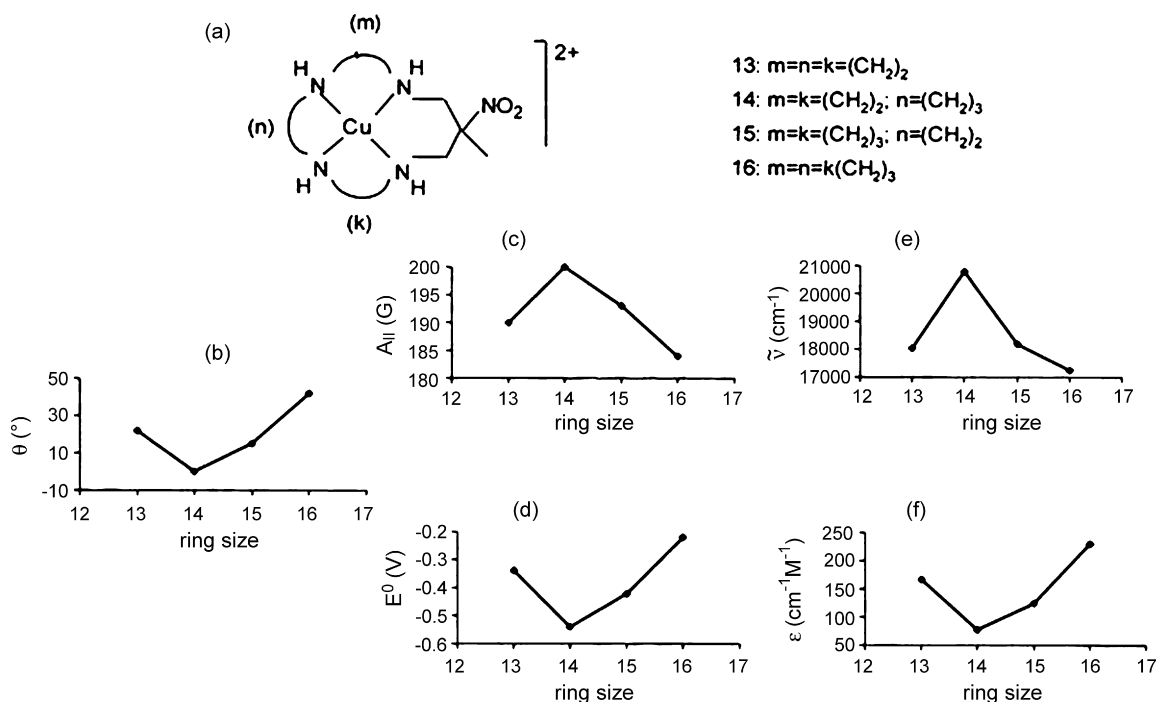 (a)
(m)
2+
H
H
N
N
NO₂
(n)
Cu
N
N
H
H
(k)
13: m=n=k=(CH₂)₂
14: m=k=(CH₂)₂; n=(CH₂)₃
15: m=k=(CH₂)₃; n=(CH₂)₂
16: m=n=k(CH₂)₃
(b)
50
30
10
-10
θ (°)
12 13 14 15 16 17
ring size
(c)
200
195
190
185
180
A_II (G)
12 13 14 15 16 17
ring size
(d)
-0.2
-0.3
-0.4
-0.5
-0.6
E⁰ (V)
12 13 14 15 16 17
ring size
(e)
21000
20000
19000
18000
17000
ν̃ (cm⁻¹)
12 13 14 15 16 17
ring size
(f)
250
200
150
100
50
ε (cm⁻¹M⁻¹)
12 13 14 15 16 17
ring size